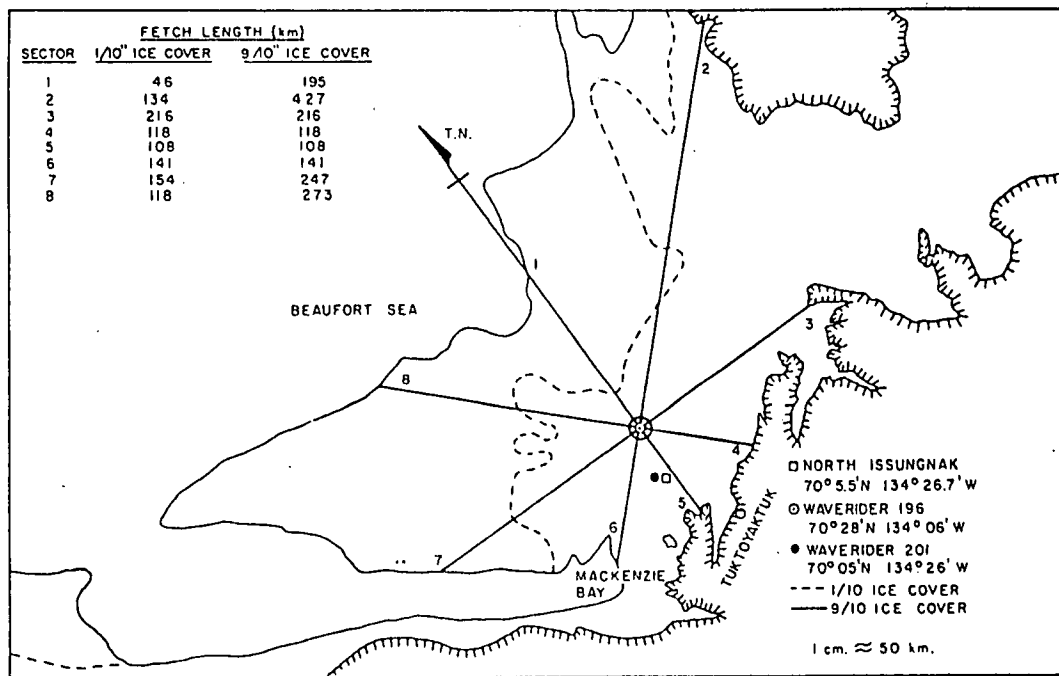 FETCH LENGTH (km)
SECTOR 1/10" ICE COVER 9/10" ICE COVER
1 46 195
2 134 427
3 216 216
4 118 118
5 108 108
6 141 141
7 154 247
8 118 273
T.N.
2
1
BEAUFORT SEA
3
8
4
5
6
7
MACKENZIE
BAY
TUKTOYAKTUK
NORTH ISSUNGNAK
70° 5.5'N 134° 26.7' W
WAVERIDER 196
70° 28'N 134° 06' W
WAVERIDER 201
70° 05'N 134° 26' W
1/10 ICE COVER
9/10 ICE COVER
1 cm. ≈ 50 km.